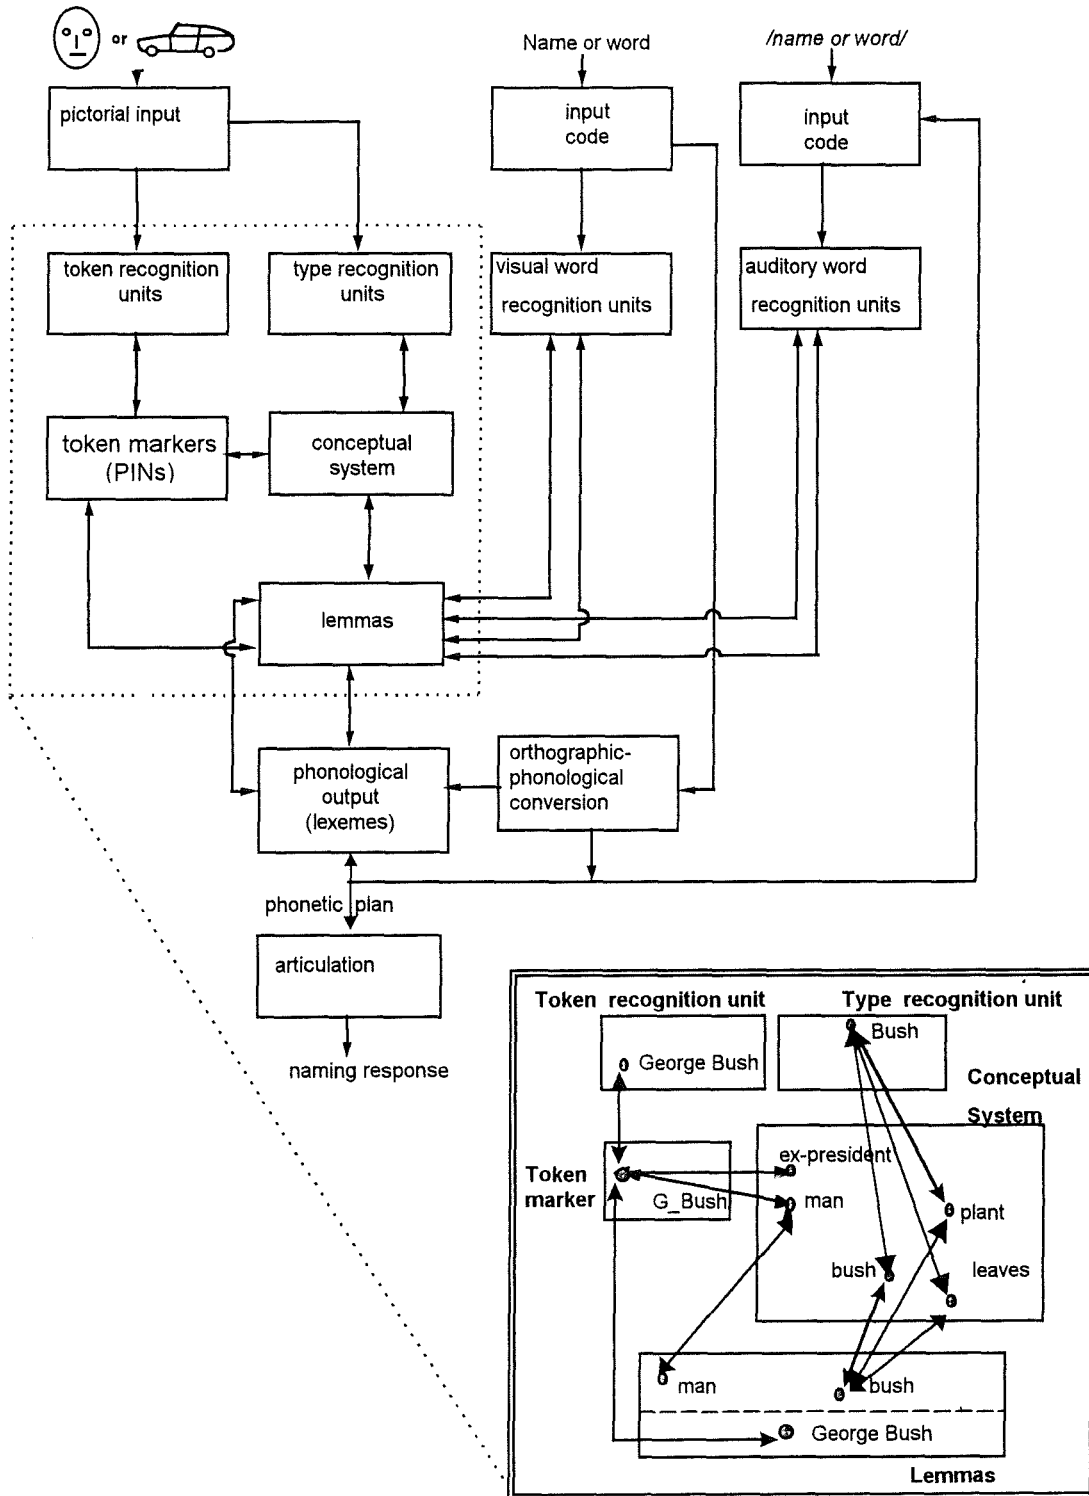 or
Name or word
/name or word/
pictorial input
input
code
input
code
token recognition
units
type recognition
units
visual word
recognition units
auditory word
recognition units
token markers
(PINs)
conceptual
system
lemmas
phonological
output
(lexemes)
orthographic-
phonological
conversion
phonetic plan
articulation
naming response
Token recognition unit
Type recognition unit
George Bush
Bush
Conceptual
System
Token
marker
G_Bush
ex-president
man
plant
bush
leaves
man
bush
George Bush
Lemmas